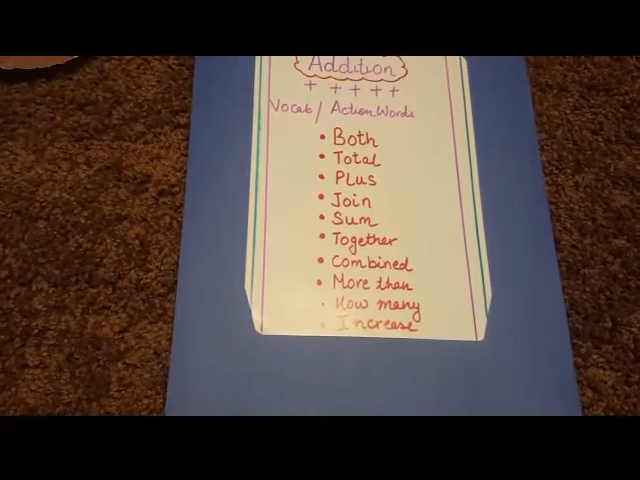 Addition
+ + + + +
Vocab/ Action Words
• Both
• Total
• Plus
• Join
• Sum
• Together
• Combined
• More than
• How many
• Increase